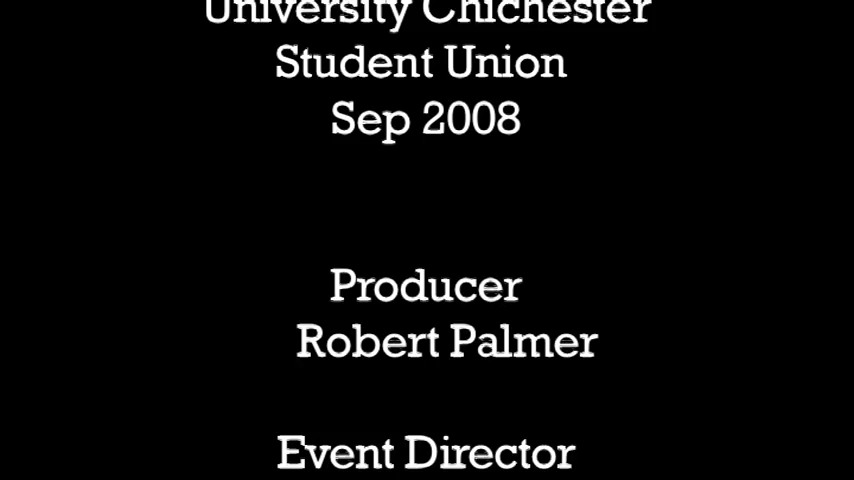 University Chichester
Student Union
Sep 2008
Producer
Robert Palmer
Event Director